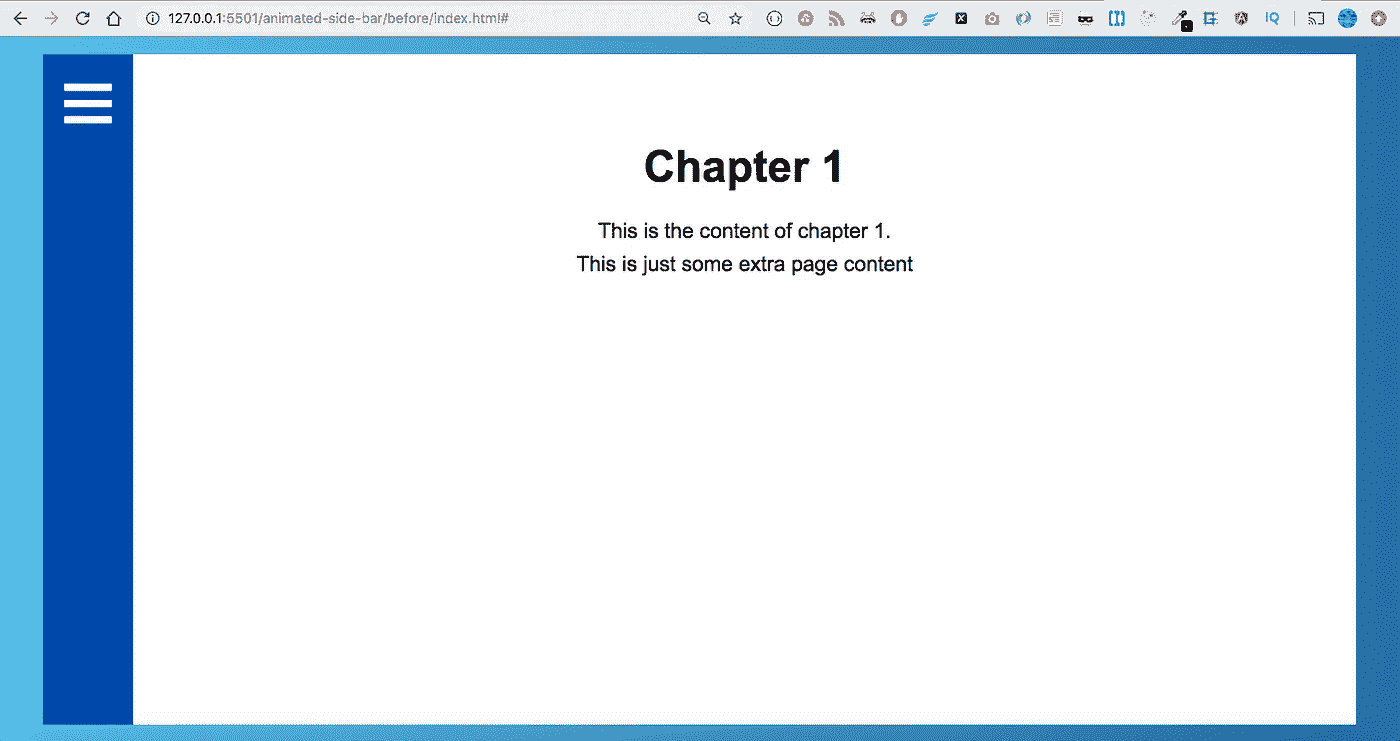 127.0.0.1:5501/animated-side-bar/before/index.html#
IQ
Chapter 1
This is the content of chapter 1.
This is just some extra page content